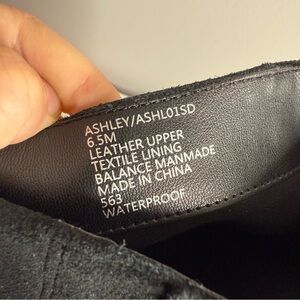 ASHLEY/ASHL01SD
6.5M
LEATHER UPPER
TEXTILE LINING
BALANCE MANMADE
MADE IN CHINA
563
WATERPROOF